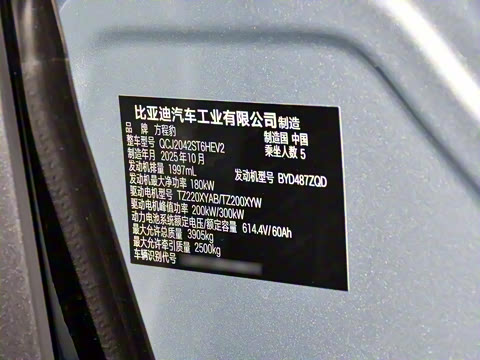 比亚迪汽车工业有限公司制造
品 牌 方程豹 制造国 中国
整车型号 QCJ2042ST6HEV2 乘坐人数 5
制造年月 2025年10月
发动机排量 1997mL 发动机型号 BYD487ZQD
发动机最大净功率 180kW
驱动电机型号 TZ220XYAB/TZ200XYW
驱动电机峰值功率 200kW/300kW
动力电池系统额定电压/额定容量 614.4V/60Ah
最大允许总质量 3905kg
最大允许牵引质量 2500kg
车辆识别代号